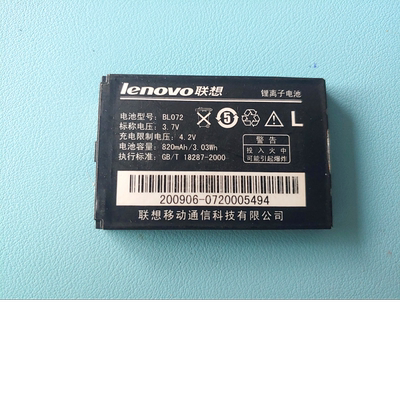 lenovo联想 锂离子电池
电池型号: BL072
标称电压: 3.7V
充电限制电压: 4.2V
电池容量: 820mAh/3.03Wh
执行标准: GB/T 18287-2000
5 L
警告
投入火中
可能引起爆炸
200906-0720005494
联想移动通信科技有限公司